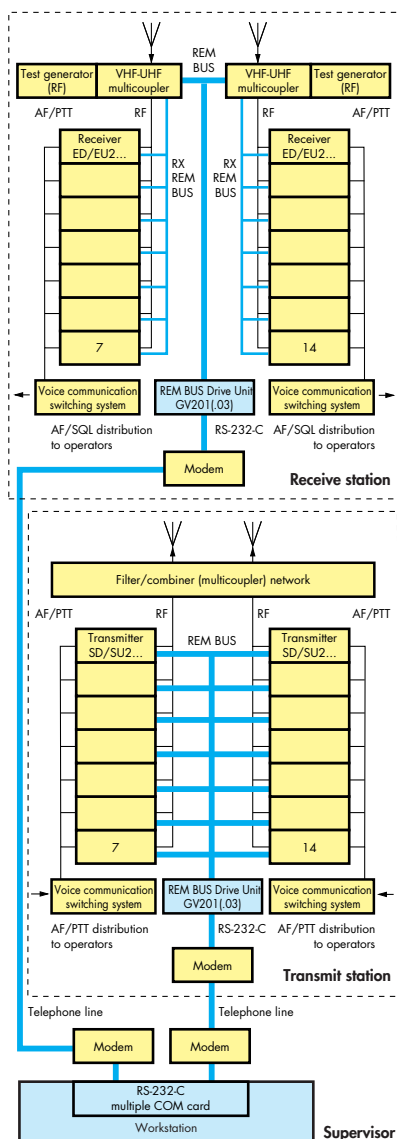 REM
BUS
Test generator
(RF)
VHF-UHF
multicoupler
VHF-UHF
multicoupler
Test generator
(RF)
AF/PTT
RF
RF
AF/PTT
Receiver
ED/EU2...
RX
REM
BUS
RX
REM
BUS
Receiver
ED/EU2...
7
14
Voice communication
switching system
REM BUS Drive Unit
GV201(.03)
Voice communication
switching system
AF/SQL distribution
to operators
RS-232-C
AF/SQL distribution
to operators
Modem
Receive station
Filter/combiner (multicoupler) network
AF/PTT
RF
RF
AF/PTT
Transmitter
SD/SU2...
REM BUS
Transmitter
SD/SU2...
7
14
Voice communication
switching system
REM BUS Drive Unit
GV201(.03)
Voice communication
switching system
AF/PTT distribution
to operators
RS-232-C
AF/PTT distribution
to operators
Modem
Transmit station
Telephone line
Telephone line
Modem
Modem
RS-232-C
multiple COM card
Workstation
Supervisor